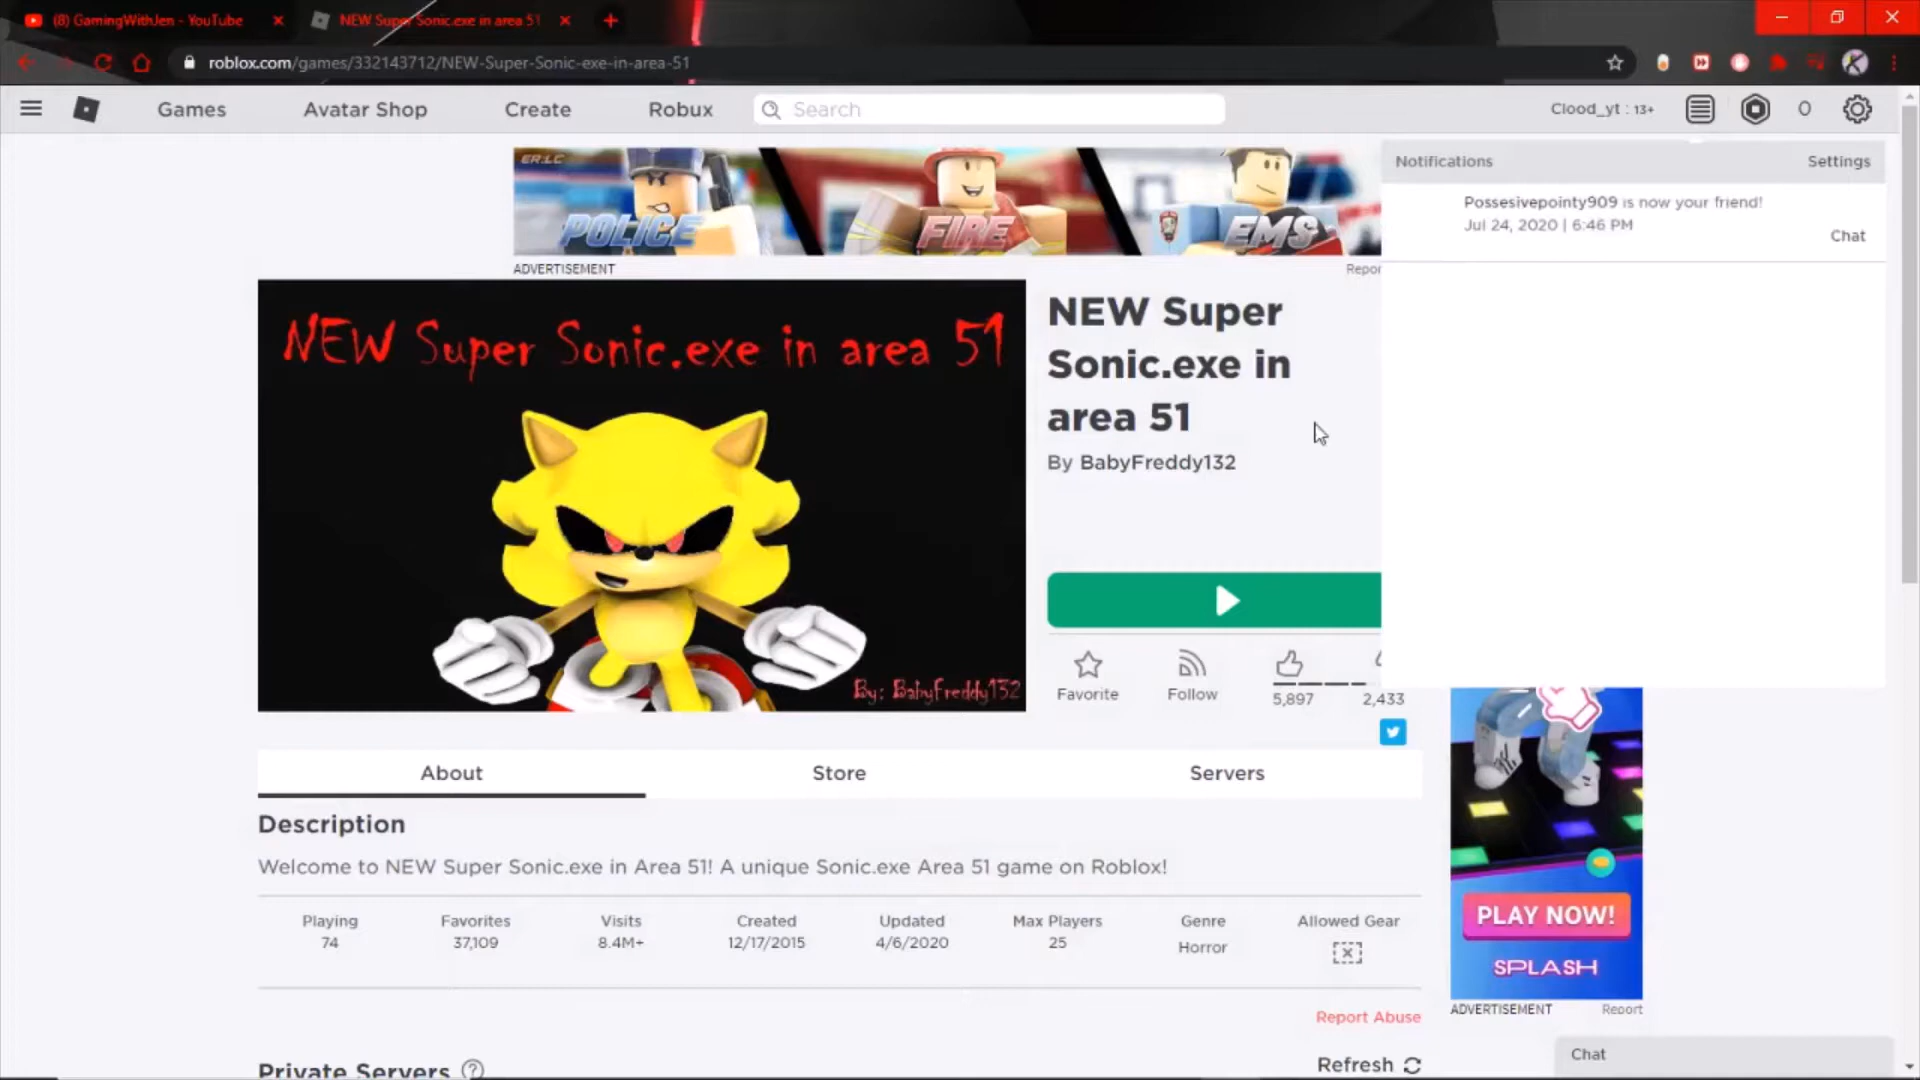 (8) GamingWithJen - YouTube
NEW Super Sonic.exe in area 51
roblox.com/games/332143712/NEW-Super-Sonic-exe-in-area-51
Games
Avatar Shop
Create
Robux
Search
Clood_yt : 13+
0
ER:LC
POLICE
FIRE
EMS
ADVERTISEMENT
Repor
Notifications
Settings
Possesivepointy909 is now your friend!
Jul 24, 2020 | 6:46 PM
Chat
NEW Super Sonic.exe in area 51
By: BabyFreddy132
NEW Super
Sonic.exe in
area 51
By BabyFreddy132
Favorite
Follow
5,897
2,433
About
Store
Servers
Description
Welcome to NEW Super Sonic.exe in Area 51! A unique Sonic.exe Area 51 game on Roblox!
Playing
74
Favorites
37,109
Visits
8.4M+
Created
12/17/2015
Updated
4/6/2020
Max Players
25
Genre
Horror
Allowed Gear
Report Abuse
Private Servers
Refresh
PLAY NOW!
SPLASH
ADVERTISEMENT
Report
Chat